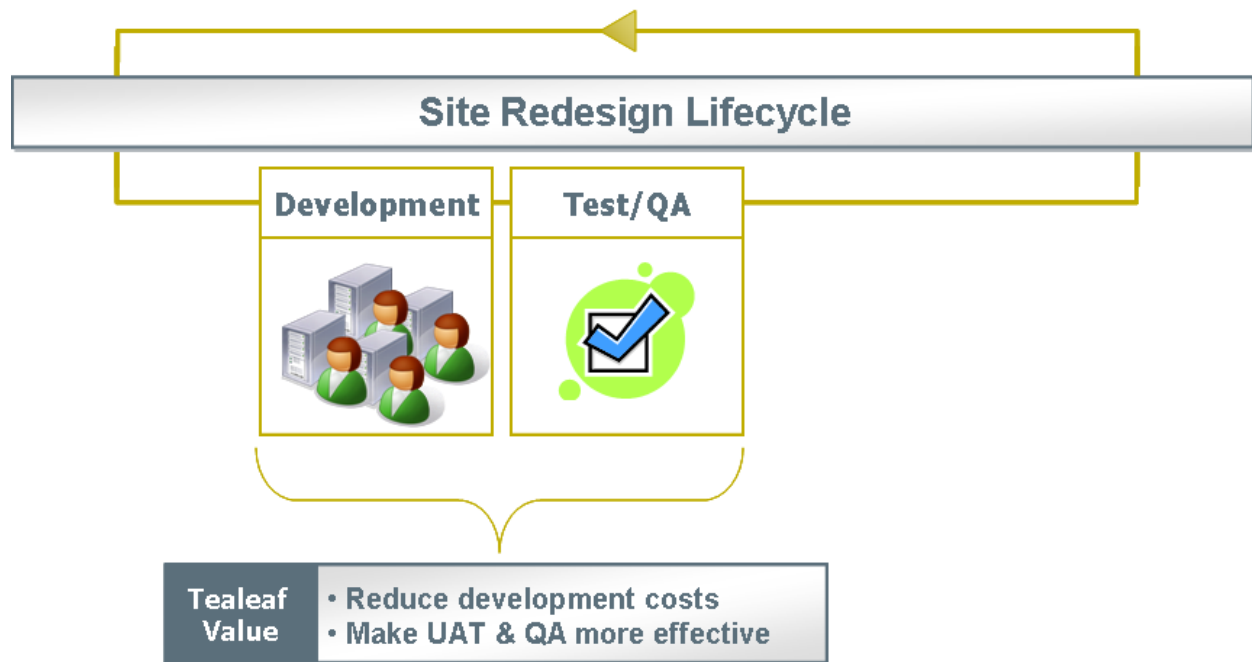 Site Redesign Lifecycle
Development
Test/QA
Tealeaf
Value
• Reduce development costs
• Make UAT & QA more effective